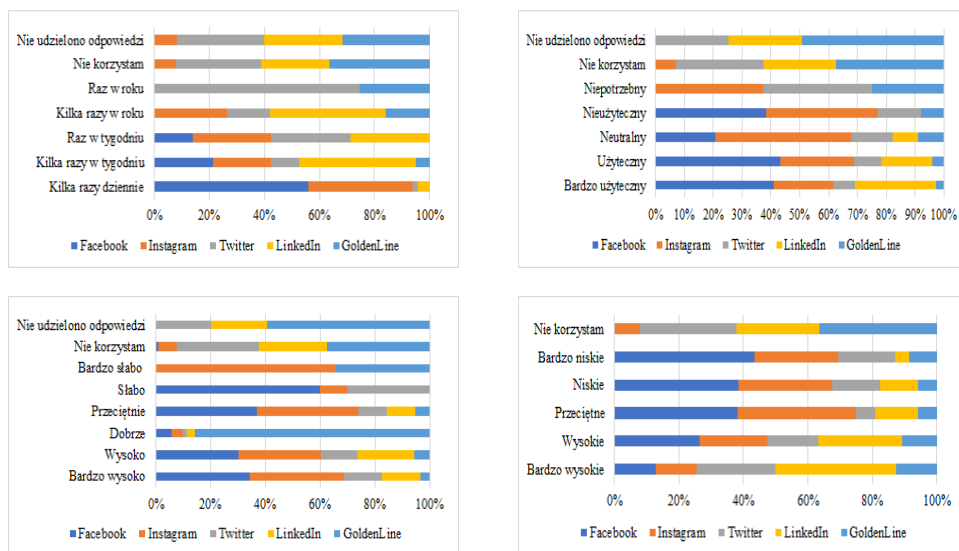 Nie udzielono odpowiedzi
Nie korzystam
Raz w roku
Kilka razy w roku
Raz w tygodniu
Kilka razy w tygodniu
Kilka razy dziennie
0% 20% 40% 60% 80% 100%
Facebook Instagram Twitter LinkedIn GoldenLine
Nie udzielono odpowiedzi
Nie korzystam
Niepotrzebny
Nieużyteczny
Neutralny
Użyteczny
Bardzo użyteczny
0% 10% 20% 30% 40% 50% 60% 70% 80% 90% 100%
Facebook Instagram Twitter LinkedIn GoldenLine
Nie udzielono odpowiedzi
Nie korzystam
Bardzo słabo
Słabo
Przeciętnie
Dobrze
Wysoko
Bardzo wysoko
0% 20% 40% 60% 80% 100%
Facebook Instagram Twitter LinkedIn GoldenLine
Nie korzystam
Bardzo niskie
Niskie
Przeciętne
Wysokie
Bardzo wysokie
0% 20% 40% 60% 80% 100%
Facebook Instagram Twitter LinkedIn GoldenLine